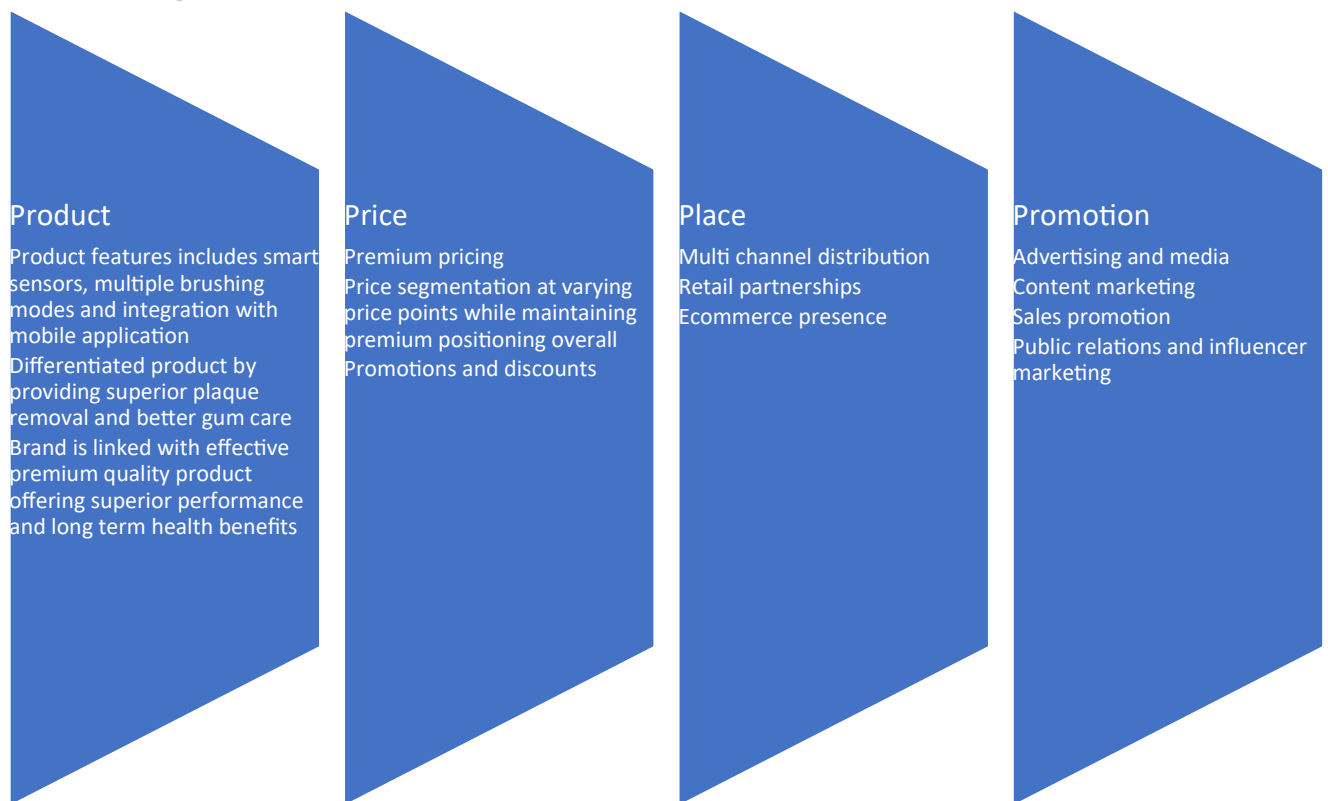 Product
Product features includes smart
sensors, multiple brushing
modes and integration with
mobile application
Differentiated product by
providing superior plaque
removal and better gum care
Brand is linked with effective
premium quality product
offering superior performance
and long term health benefits
Price
Premium pricing
Price segmentation at varying
price points while maintaining
premium positioning overall
Promotions and discounts
Place
Multi channel distribution
Retail partnerships
Ecommerce presence
Promotion
Advertising and media
Content marketing
Sales promotion
Public relations and influencer
marketing